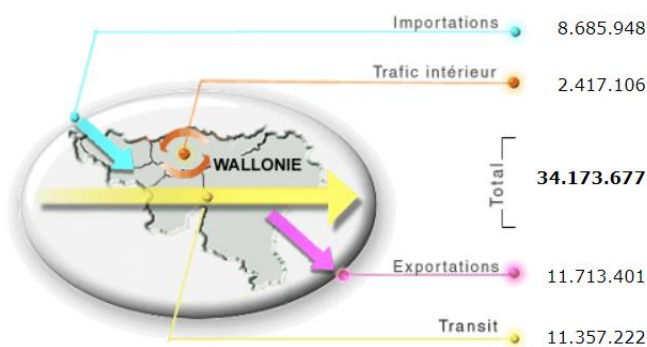 Importations 8.685.948
Trafic intérieur 2.417.106
WALLONIE
Total 34.173.677
Exportations 11.713.401
Transit 11.357.222